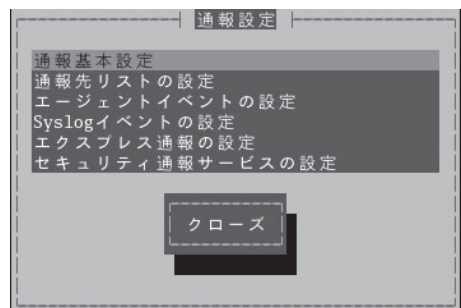 通報設定
通報基本設定
通報先リストの設定
エージェントイベントの設定
Syslogイベントの設定
エクスプレス通報の設定
セキュリティ通報サービスの設定
クローズ